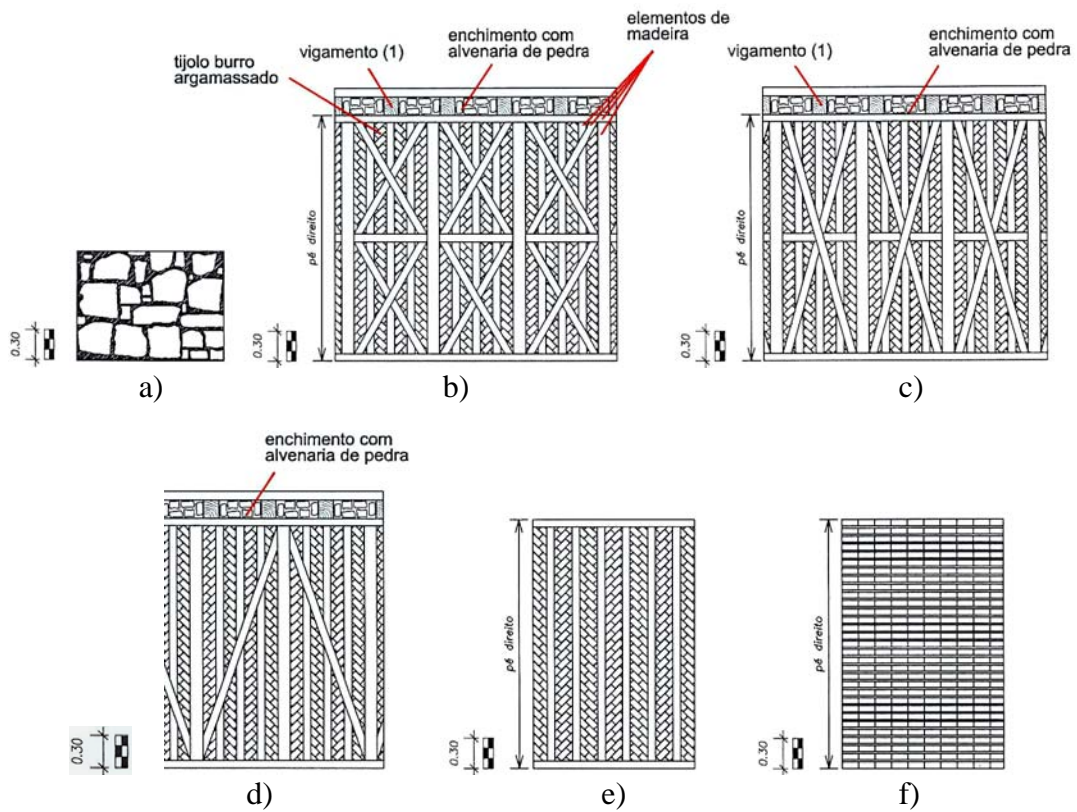 tijolo burro
argamassado
vigamento (1)
enchimento com
alvenaria de pedra
elementos de
madeira
vigamento (1)
enchimento com
alvenaria de pedra
0.30
a)
0.30
pé direito
b)
0.30
pé direito
c)
enchimento com
alvenaria de pedra
0.30
d)
0.30
pé direito
e)
0.30
pé direito
f)